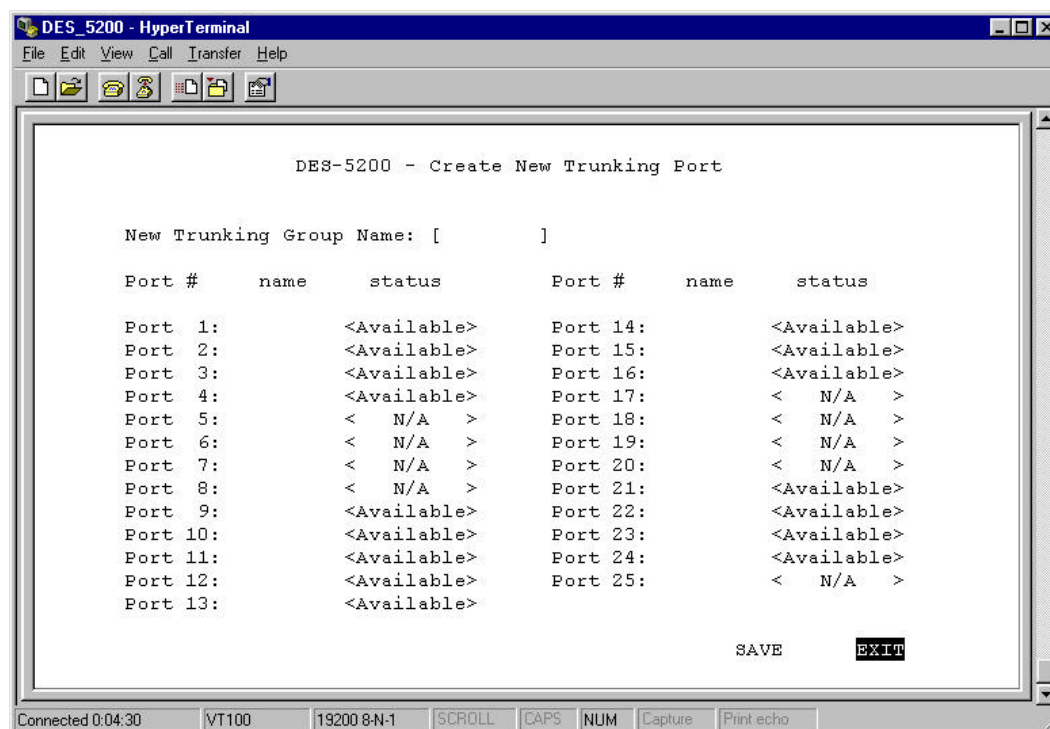 DES_5200 - HyperTerminal
File Edit View Call Transfer Help
DES-5200 - Create New Trunking Port
New Trunking Group Name: [ ]
Port # name status Port # name status
Port 1: <Available> Port 14: <Available>
Port 2: <Available> Port 15: <Available>
Port 3: <Available> Port 16: <Available>
Port 4: <Available> Port 17: < N/A >
Port 5: < N/A > Port 18: < N/A >
Port 6: < N/A > Port 19: < N/A >
Port 7: < N/A > Port 20: < N/A >
Port 8: < N/A > Port 21: <Available>
Port 9: <Available> Port 22: <Available>
Port 10: <Available> Port 23: <Available>
Port 11: <Available> Port 24: <Available>
Port 12: <Available> Port 25: < N/A >
Port 13: <Available>
SAVE EXIT
Connected 0:04:30 VT100 19200 8-N-1 SCROLL CAPS NUM Capture Print echo